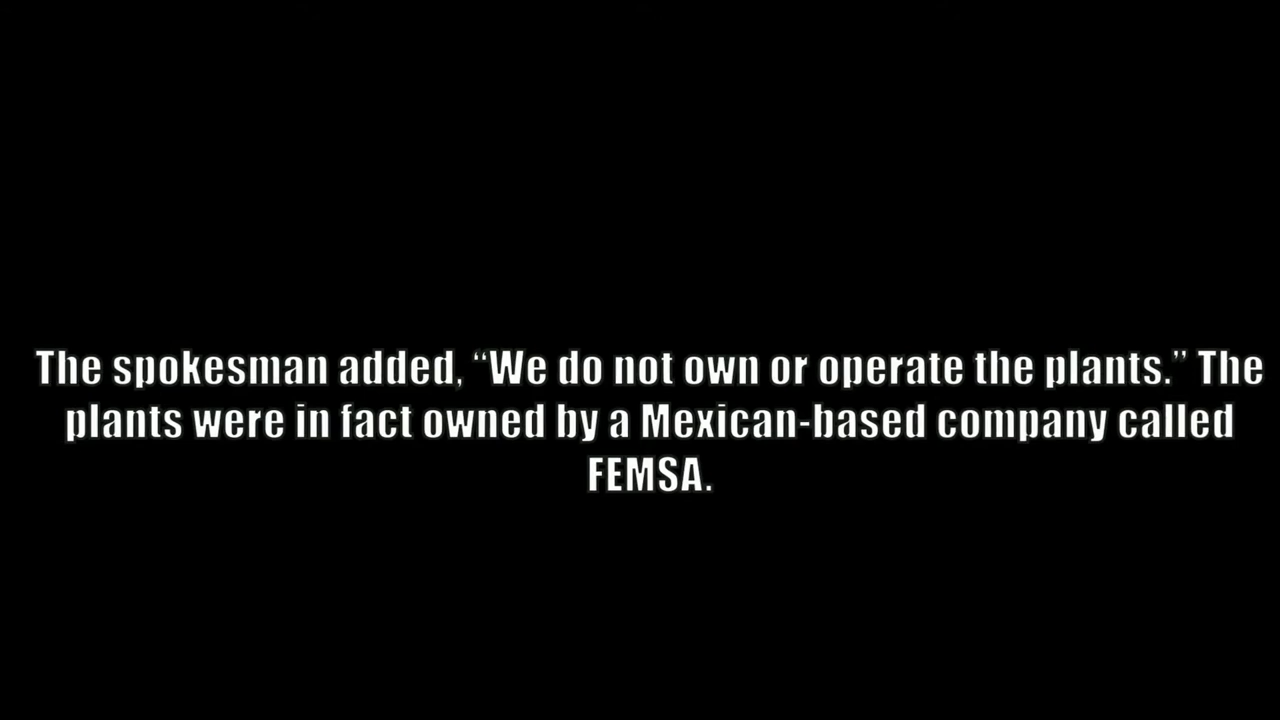 The spokesman added, “We do not own or operate the plants.” The
plants were in fact owned by a Mexican-based company called
FEMSA.